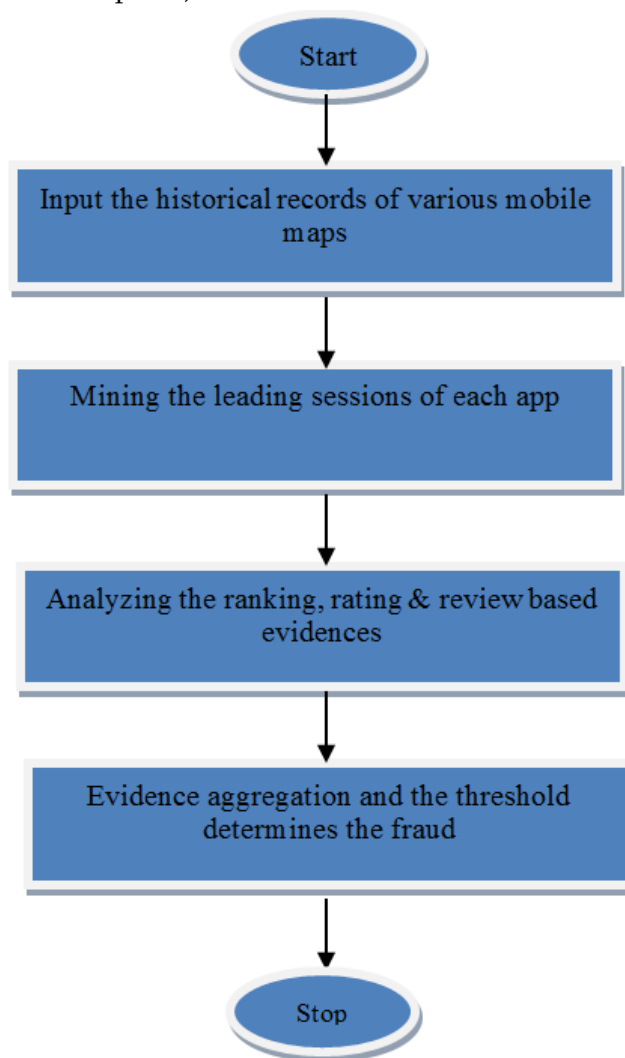 Start
Input the historical records of various mobile
maps
Mining the leading sessions of each app
Analyzing the ranking, rating & review based
evidences
Evidence aggregation and the threshold
determines the fraud
Stop